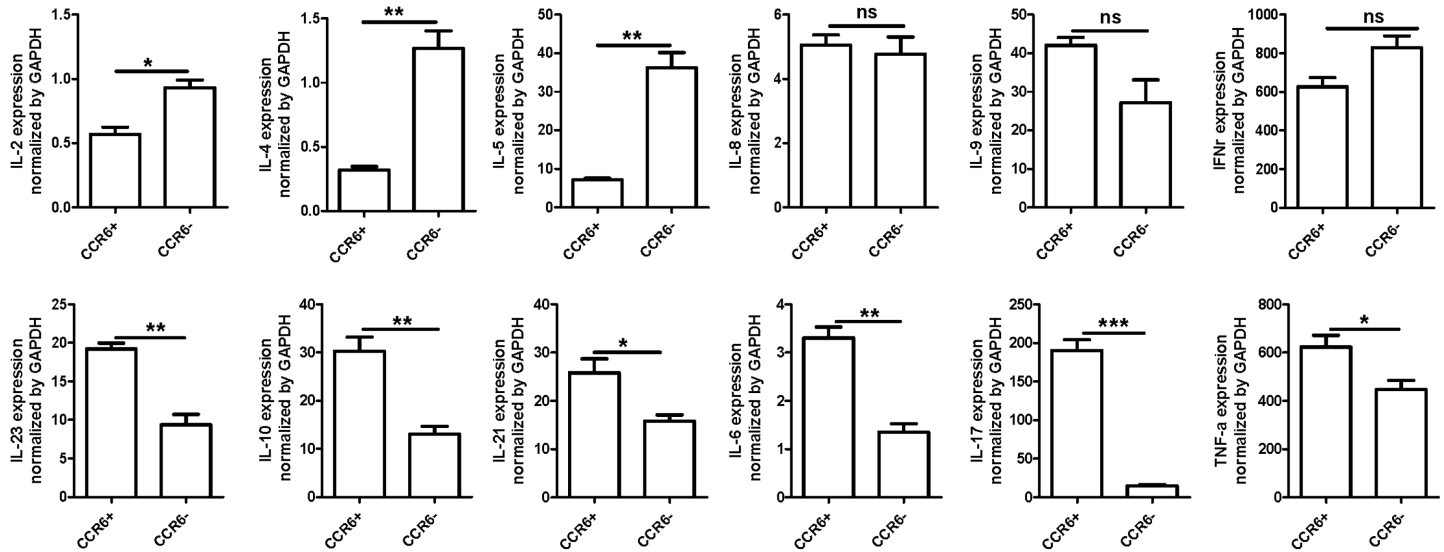 IL-2 expression
normalized by GAPDH
1.5
1.0
0.5
0.0
*
CCR6+
CCR6-
IL-4 expression
normalized by GAPDH
1.5
1.0
0.5
0.0
**
CCR6+
CCR6-
IL-5 expression
normalized by GAPDH
50
40
30
20
10
0
**
CCR6+
CCR6-
IL-8 expression
normalized by GAPDH
6
4
2
0
ns
CCR6+
CCR6-
IL-9 expression
normalized by GAPDH
50
40
30
20
10
0
ns
CCR6+
CCR6-
IFNr expression
normalized by GAPDH
1000
800
600
400
200
0
ns
CCR6+
CCR6-
IL-23 expression
normalized by GAPDH
25
20
15
10
5
0
**
CCR6+
CCR6-
IL-10 expression
normalized by GAPDH
40
30
20
10
0
**
CCR6+
CCR6-
IL-21 expression
normalized by GAPDH
40
30
20
10
0
*
CCR6+
CCR6-
IL-6 expression
normalized by GAPDH
4
3
2
1
0
**
CCR6+
CCR6-
IL-17 expression
normalized by GAPDH
250
200
150
100
50
0
***
CCR6+
CCR6-
TNF-a expression
normalized by GAPDH
800
600
400
200
0
*
CCR6+
CCR6-